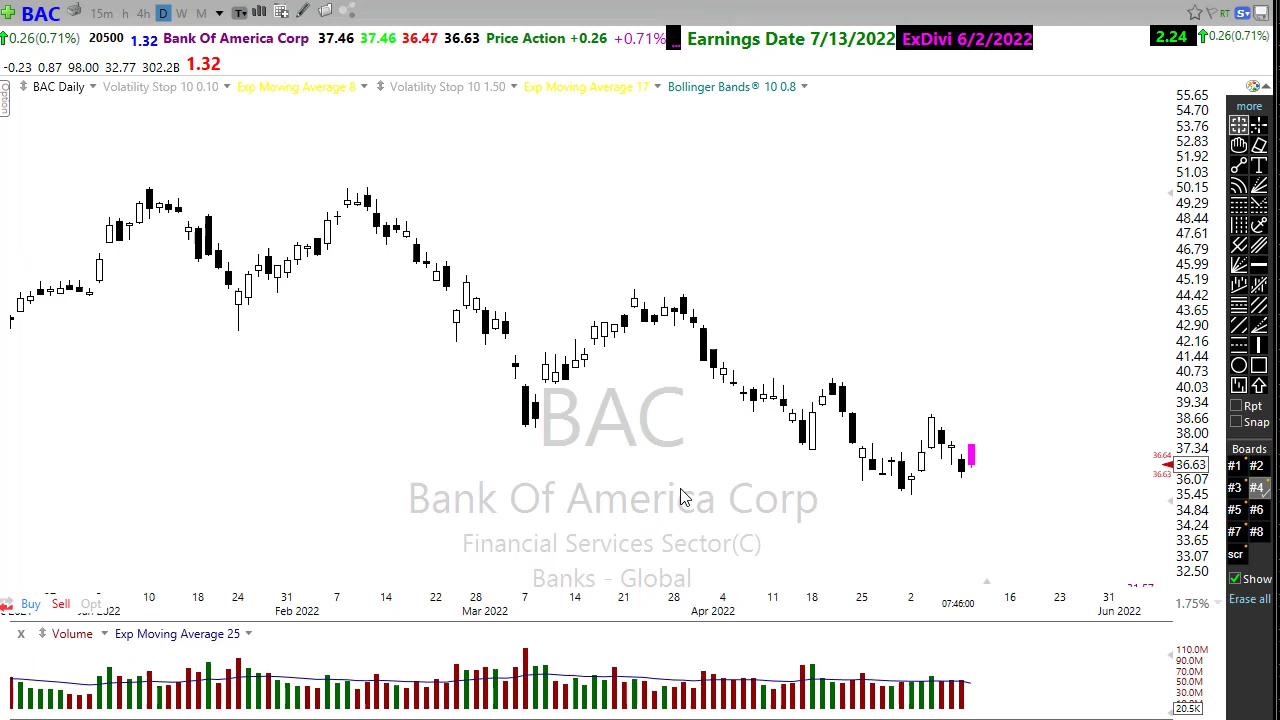 BAC 15m h 4h D W M T RT S
0.26(0.71%) 20500 1.32 Bank Of America Corp 37.46 37.46 36.47 36.63 Price Action +0.26 +0.71% ... Earnings Date 7/13/2022 ExDivi 6/2/2022 2.24 0.26(0.71%)
-0.23 0.87 98.00 32.77 302.2B 1.32
Option
BAC Daily Volatility Stop 10 0.10 Exp Moving Average 8 Volatility Stop 10 1.50 Exp Moving Average 17 Bollinger Bands® 10 0.8
55.65
54.70
53.76
52.83
51.92
51.03
50.15
49.29
48.44
47.61
46.79
45.99
45.19
44.42
43.65
42.90
42.16
41.44
40.73
40.03
39.34
38.66
38.00
37.34
36.64
36.63
36.63
36.07
35.45
34.84
34.24
33.65
33.07
32.50
more
Rpt
Snap
Boards
#1 #2
#3 #4
#5 #6
#7 #8
scr
Show
Erase all
BAC
Bank Of America Corp
Financial Services Sector(C)
Banks - Global
Buy Sell Opt
10 18 24 Feb 2022 7 14 22 28 Mar 2022 7 14 21 28 Apr 2022 4 11 18 25 2 07:46:00 16 23 31 Jun 2022
1.75%
x Volume Exp Moving Average 25
110.0M
90.0M
70.0M
50.0M
30.0M
20.5K